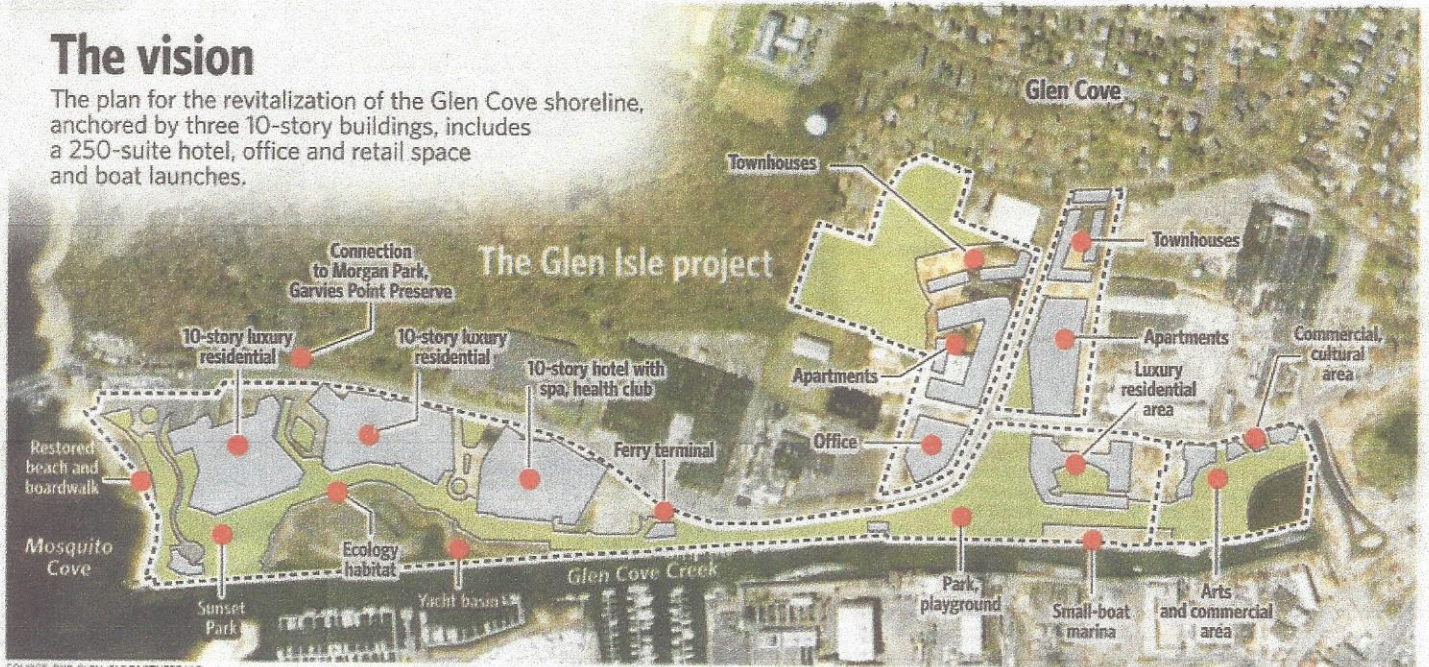 The vision
The plan for the revitalization of the Glen Cove shoreline,
anchored by three 10-story buildings, includes
a 250-suite hotel, office and retail space
and boat launches.
Glen Cove
Townhouses
Townhouses
The Glen Isle project
Connection
to Morgan Park,
Garvies Point Preserve
10-story luxury
residential
10-story luxury
residential
10-story hotel with
spa, health club
Apartments
Apartments
Commercial,
cultural
area
Luxury
residential
area
Office
Ferry terminal
Restored
beach and
boardwalk
Mosquito
Cove
Ecology
habitat
Sunset
Park
Yacht basin
Glen Cove Creek
Park,
playground
Small-boat
marina
Arts
and commercial
area